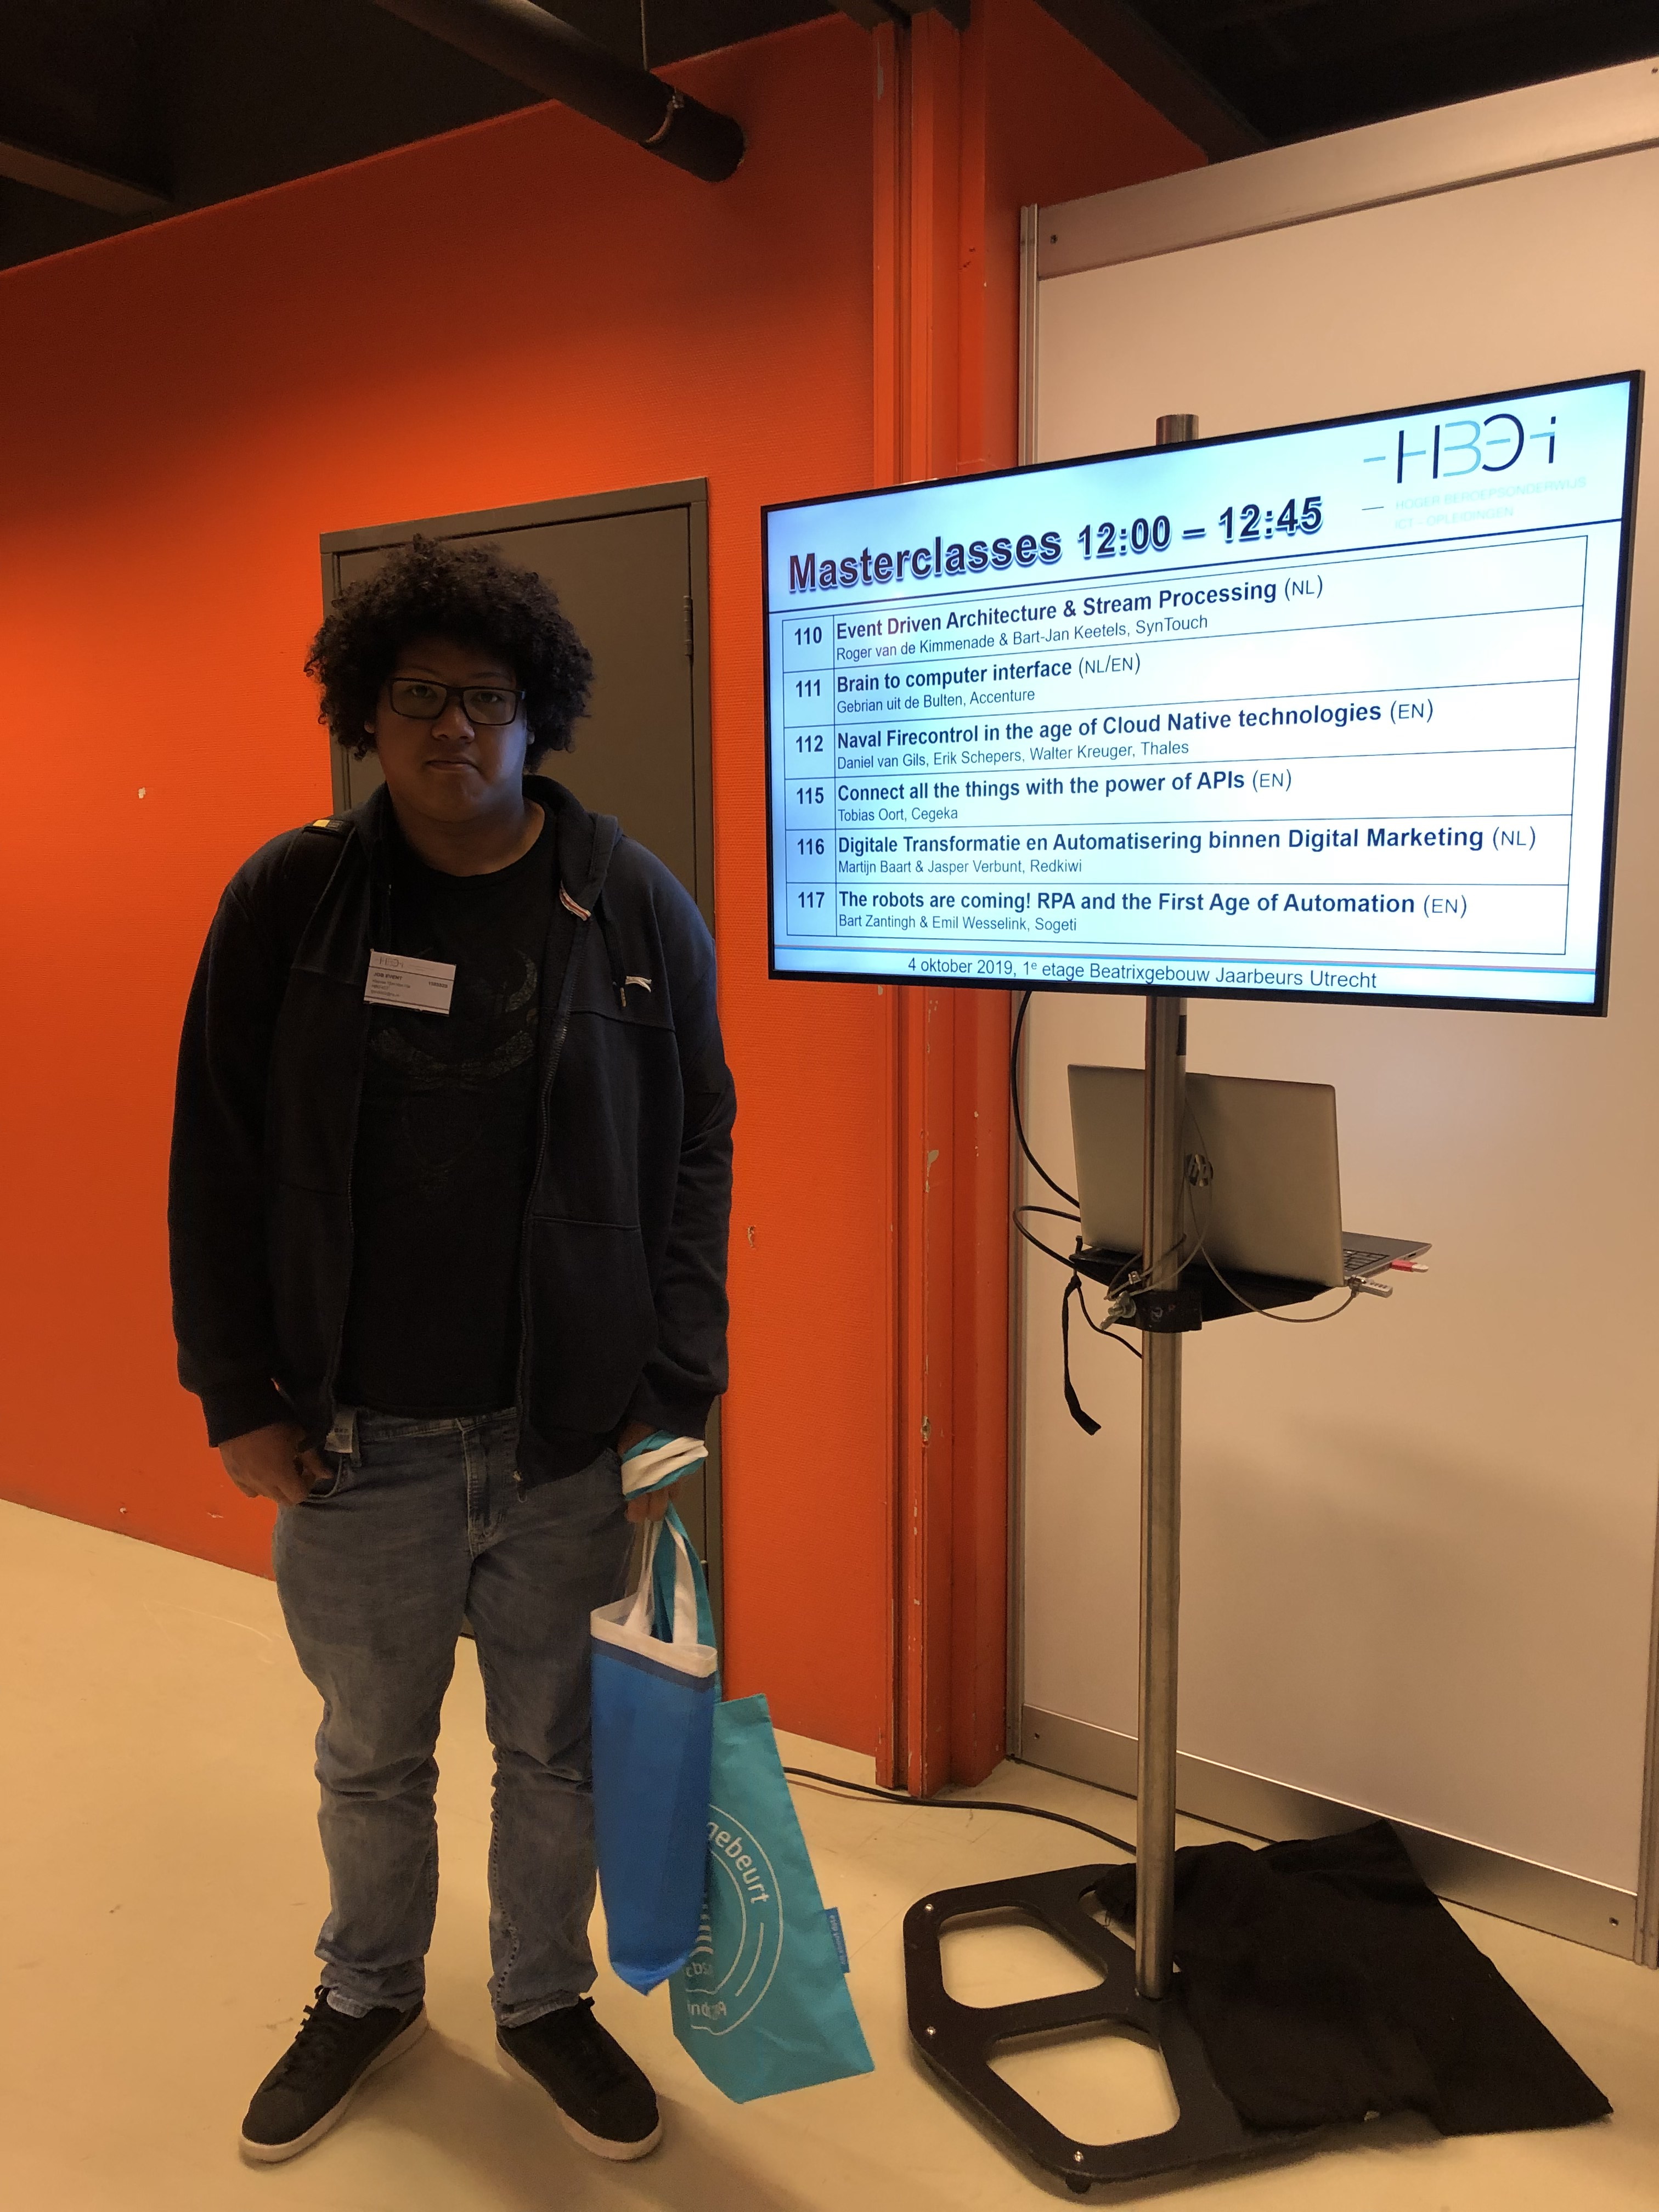 HBO-i
HOGER BEROEPSONDERWIJS
ICT - OPLEIDINGEN
Masterclasses 12:00 – 12:45
110 Event Driven Architecture & Stream Processing (NL)
Roger van de Kimmenade & Bart-Jan Keetels, SynTouch
111 Brain to computer interface (NL/EN)
Gebrian uit de Bulten, Accenture
112 Naval Firecontrol in the age of Cloud Native technologies (EN)
Daniel van Gils, Erik Schepers, Walter Kreuger, Thales
115 Connect all the things with the power of APIs (EN)
Tobias Oort, Cegeka
116 Digitale Transformatie en Automatisering binnen Digital Marketing (NL)
Martijn Baart & Jasper Verbunt, Redkiwi
117 The robots are coming! RPA and the First Age of Automation (EN)
Bart Zantingh & Emil Wesselink, Sogeti
4 oktober 2019, 1e etage Beatrixgebouw Jaarbeurs Utrecht
HBO-i
JOB EVENT
hp
gebeurt